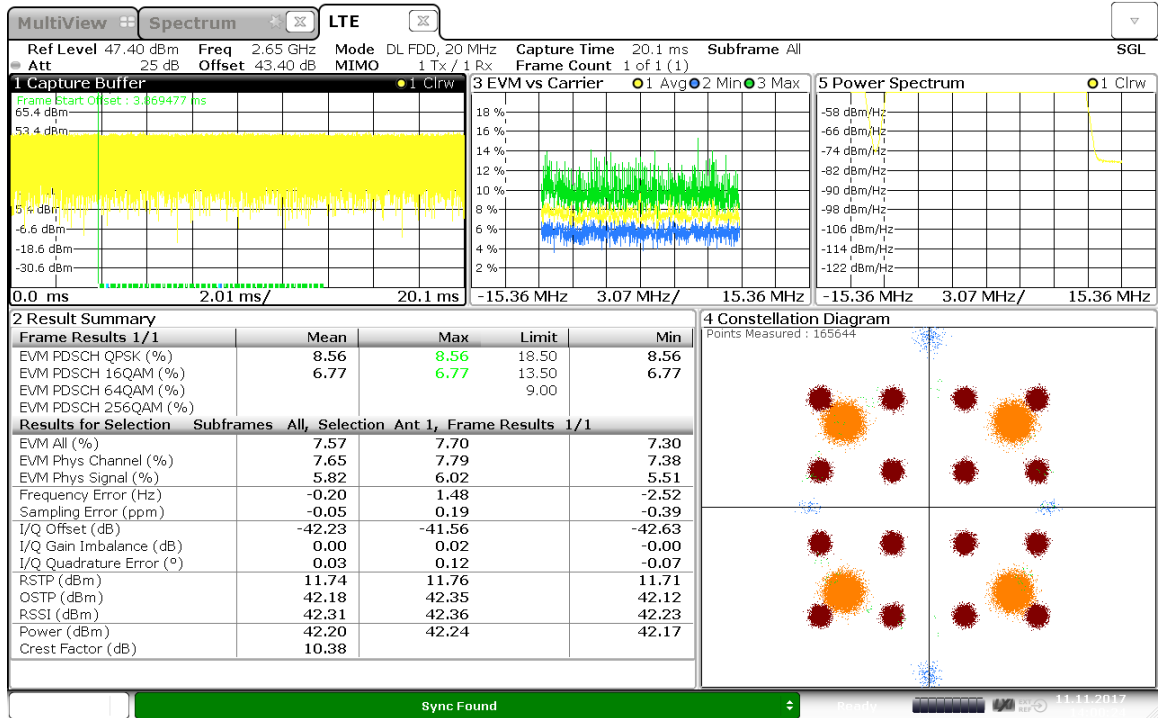 MultiView Spectrum LTE
Ref Level 47.40 dBm Freq 2.65 GHz Mode DL FDD, 20 MHz Capture Time 20.1 ms Subframe All SGL
Att 25 dB Offset 43.40 dB MIMO 1 Tx / 1 Rx Frame Count 1 of 1 (1)
1 Capture Buffer 1 Clrw
Frame Start Offset : 3.869477 ms
65.4 dBm
53.4 dBm
-6.6 dBm
-18.6 dBm
-30.6 dBm
0.0 ms 2.01 ms/ 20.1 ms
3 EVM vs Carrier 1 Avg 2 Min 3 Max
18 %
16 %
14 %
12 %
10 %
8 %
6 %
4 %
2 %
-15.36 MHz 3.07 MHz/ 15.36 MHz
5 Power Spectrum 1 Clrw
-58 dBm/Hz
-66 dBm/Hz
-74 dBm/Hz
-82 dBm/Hz
-90 dBm/Hz
-98 dBm/Hz
-106 dBm/Hz
-114 dBm/Hz
-122 dBm/Hz
-15.36 MHz 3.07 MHz/ 15.36 MHz
2 Result Summary
Frame Results 1/1 Mean Max Limit Min
EVM PDSCH QPSK (%) 8.56 8.56 18.50 8.56
EVM PDSCH 16QAM (%) 6.77 6.77 13.50 6.77
EVM PDSCH 64QAM (%) 9.00
EVM PDSCH 256QAM (%)
Results for Selection Subframes All, Selection Ant 1, Frame Results 1/1
EVM All (%) 7.57 7.70 7.30
EVM Phys Channel (%) 7.65 7.79 7.38
EVM Phys Signal (%) 5.82 6.02 5.51
Frequency Error (Hz) -0.20 1.48 -2.52
Sampling Error (ppm) -0.05 0.19 -0.39
I/Q Offset (dB) -42.23 -41.56 -42.63
I/Q Gain Imbalance (dB) 0.00 0.02 -0.00
I/Q Quadrature Error (º) 0.03 0.12 -0.07
RSTP (dBm) 11.74 11.76 11.71
OSTP (dBm) 42.18 42.35 42.12
RSSI (dBm) 42.31 42.36 42.23
Power (dBm) 42.20 42.24 42.17
Crest Factor (dB) 10.38
4 Constellation Diagram
Points Measured : 165644
Sync Found
Ready
LXI
11.11.2017